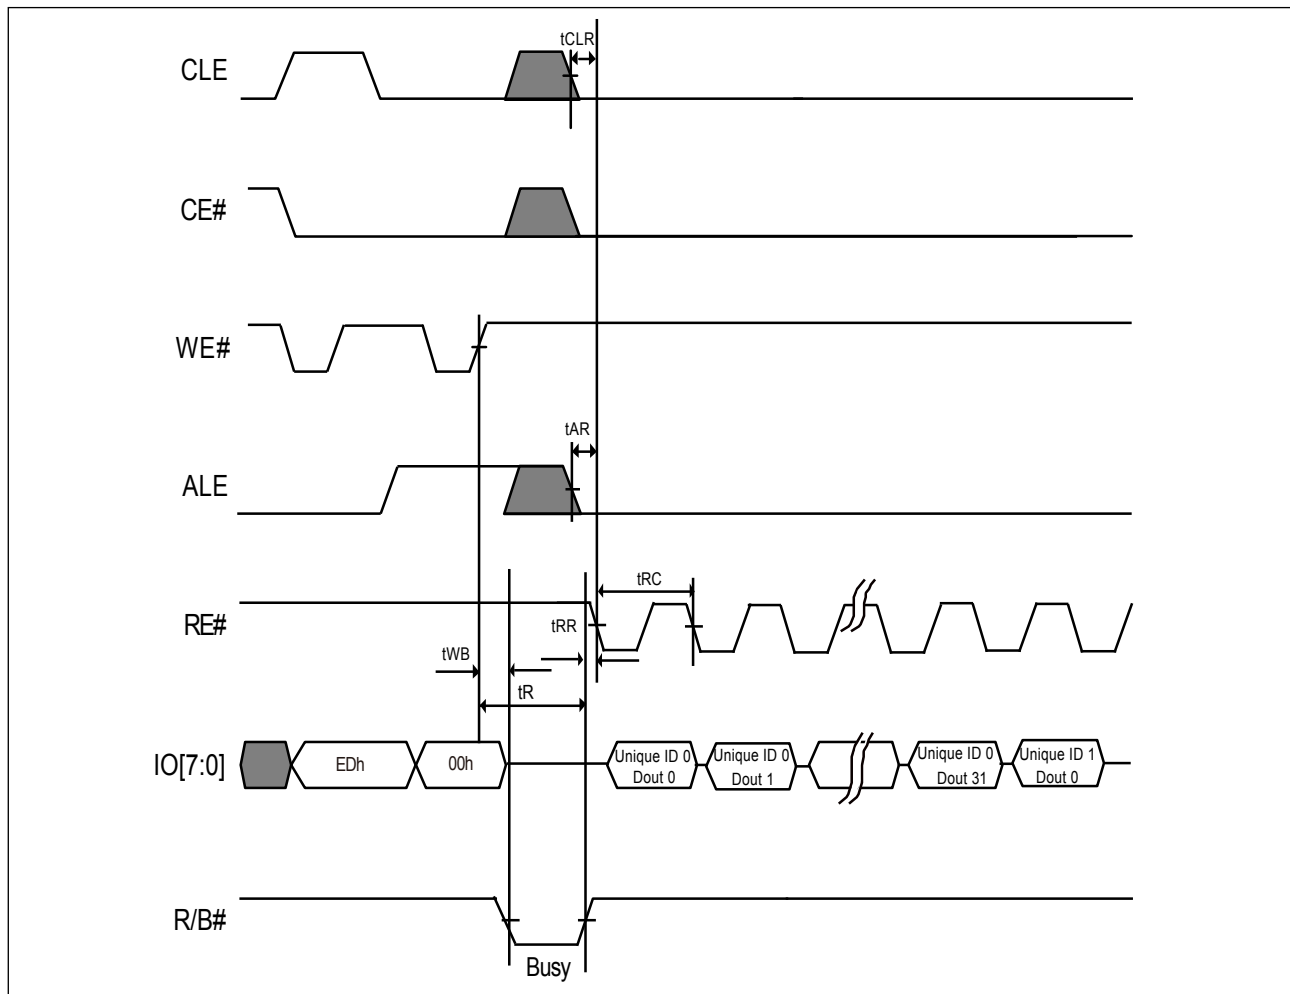 tCLR
CLE
CE#
WE#
tAR
ALE
tRC
RE#
tRR
tWB
tR
IO[7:0]
EDh
00h
Unique ID 0
Dout 0
Unique ID 0
Dout 1
Unique ID 0
Dout 31
Unique ID 1
Dout 0
R/B#
Busy